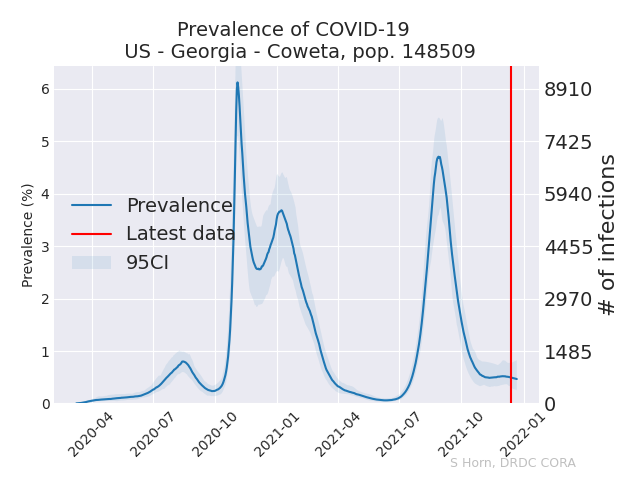 Prevalence of COVID-19
US - Georgia - Coweta, pop. 148509
6
5
4
3
2
1
0
Prevalence (%)
8910
7425
5940
4455
2970
1485
0
# of infections
Prevalence
Latest data
95CI
2020-04
2020-07
2020-10
2021-01
2021-04
2021-07
2021-10
2022-01
S Horn, DRDC CORA